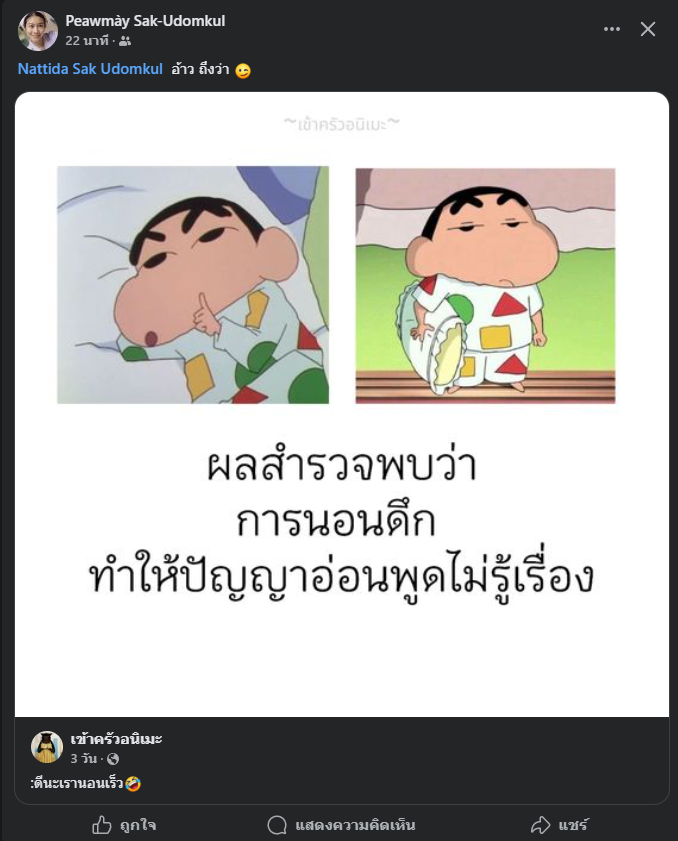 Peawmày Sak-Udomkul
22 นาที ·
Nattida Sak Udomkul อ้าว ถึงว่า 😉
~เข้าครัวอนิเมะ~
ผลสำรวจพบว่า
การนอนดึก
ทำให้ปัญญาอ่อนพูดไม่รู้เรื่อง
เข้าครัวอนิเมะ
3 วัน ·
:ดีนะเรานอนเร็ว🤣
ถูกใจ
แสดงความคิดเห็น
แชร์